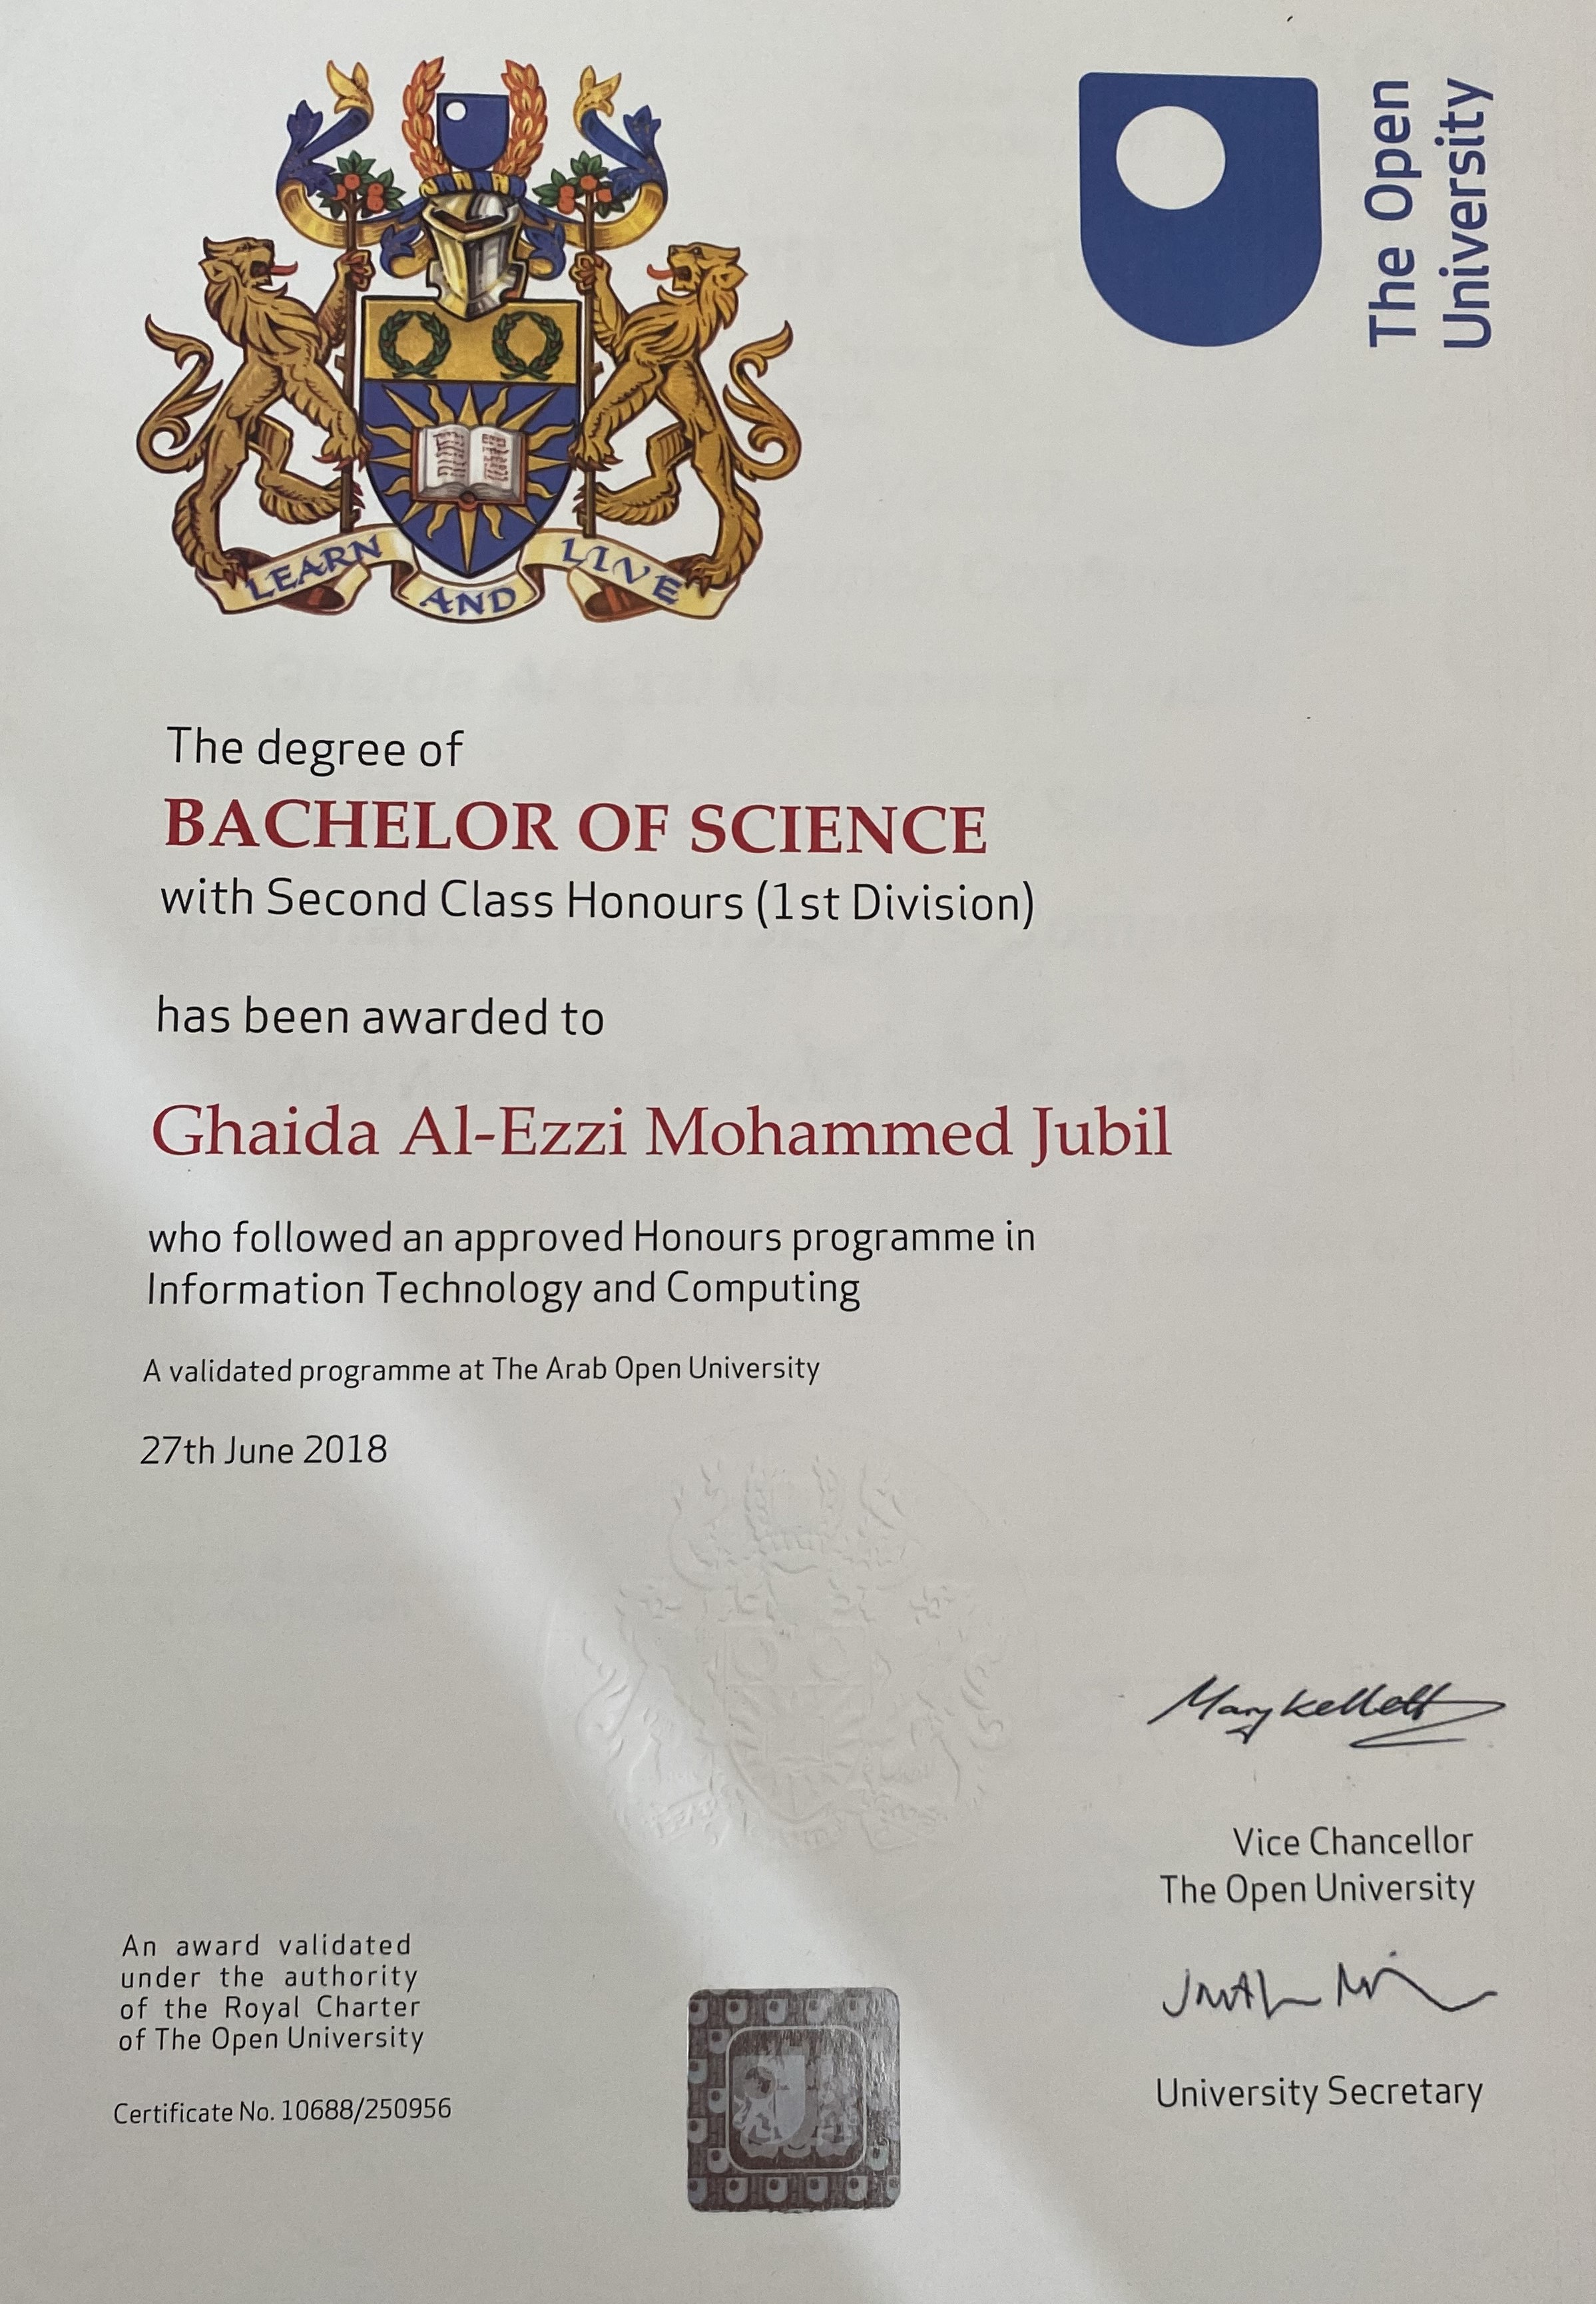 LEARN AND LIVE
The Open
University
The degree of
BACHELOR OF SCIENCE
with Second Class Honours (1st Division)
has been awarded to
Ghaida Al-Ezzi Mohammed Jubil
who followed an approved Honours programme in
Information Technology and Computing
A validated programme at The Arab Open University
27th June 2018
Mary Kellett
Vice Chancellor
The Open University
University Secretary
An award validated
under the authority
of the Royal Charter
of The Open University
Certificate No. 10688/250956